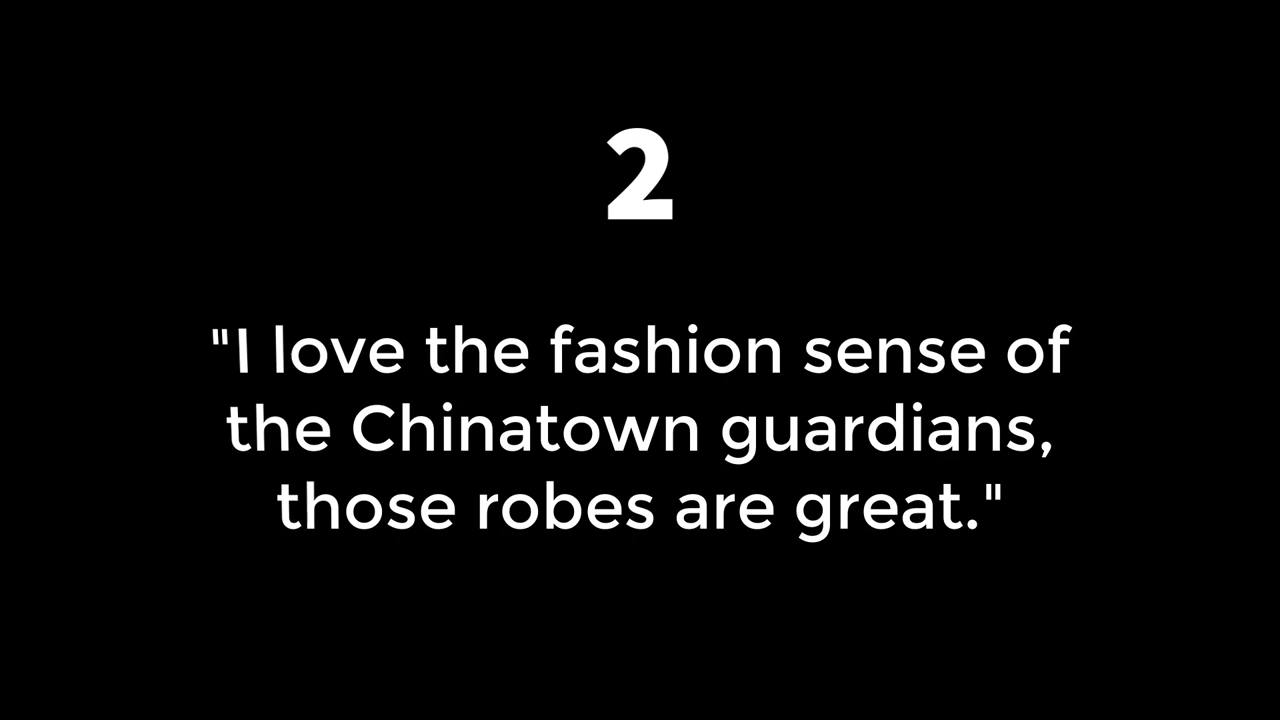 2
"I love the fashion sense of
the Chinatown guardians,
those robes are great."